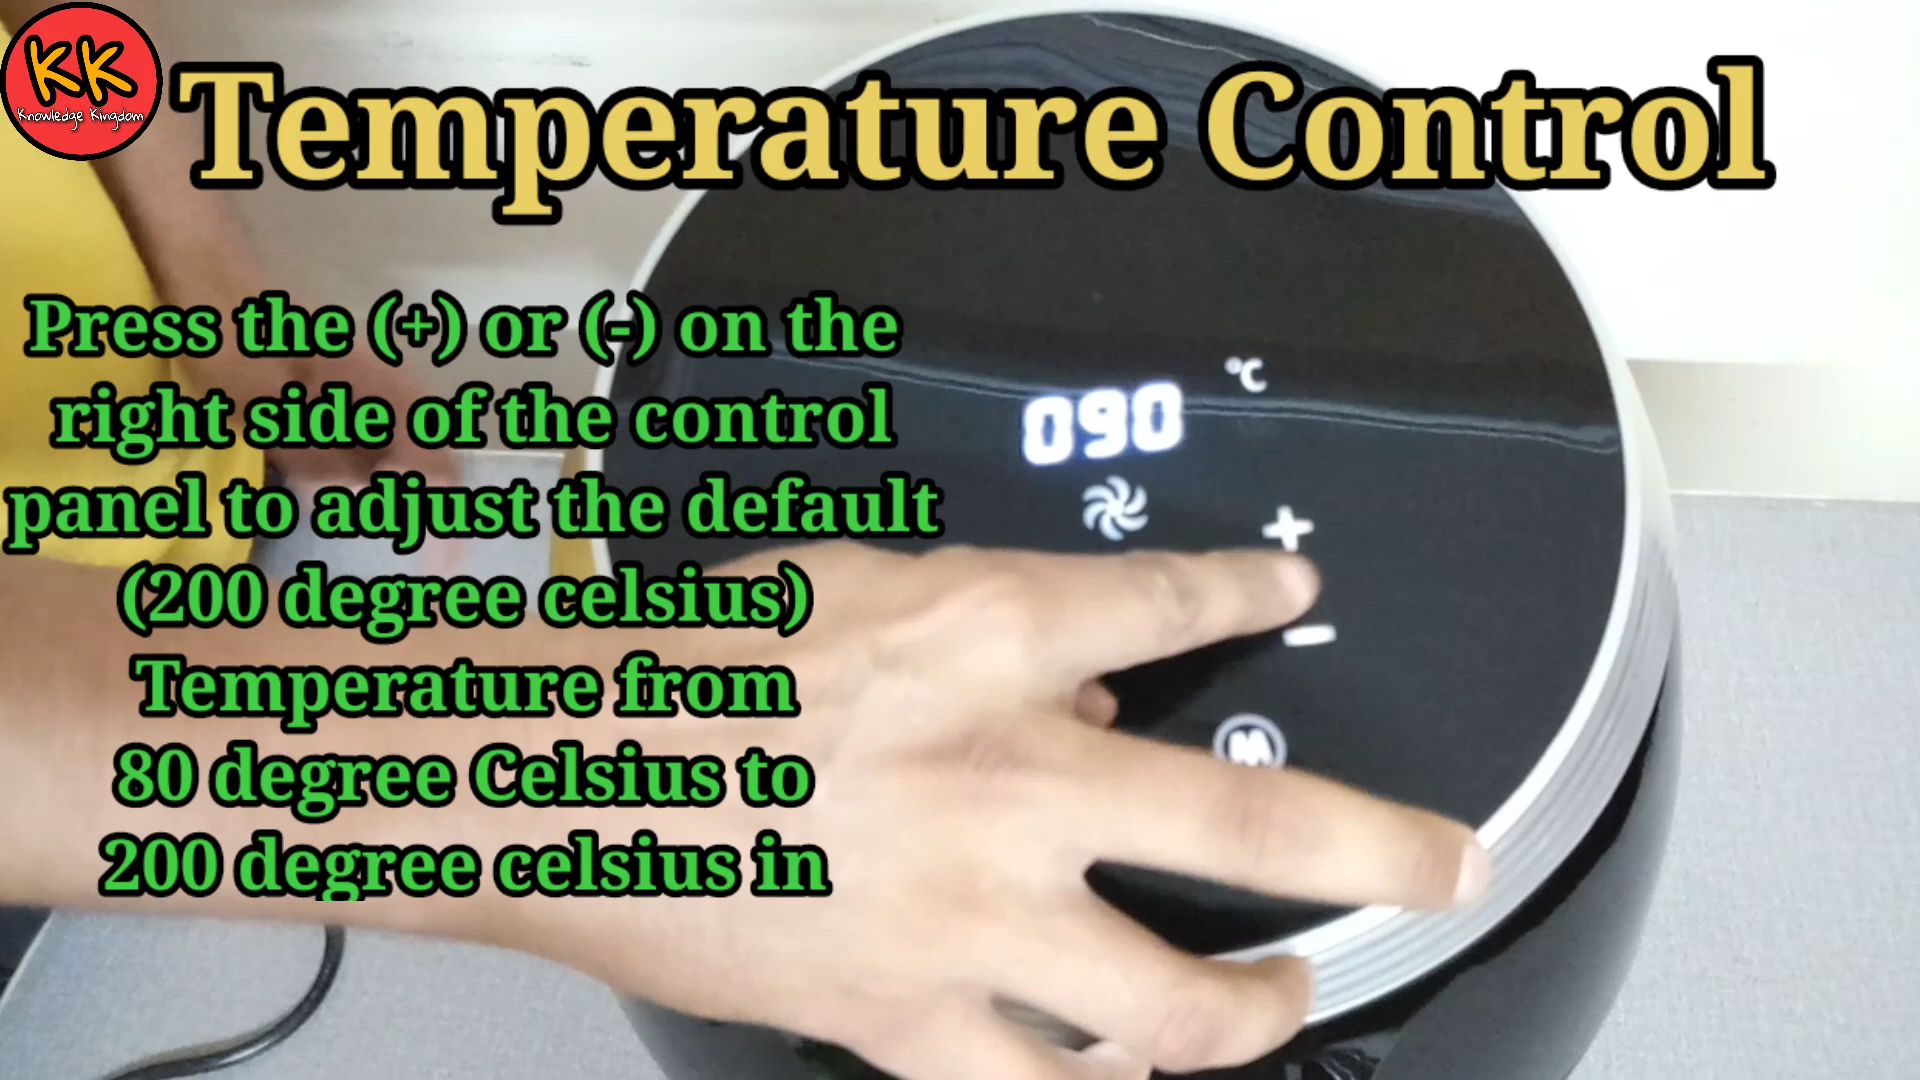 KK
Knowledge Kingdom
Temperature Control
Press the (+) or (-) on the
right side of the control
panel to adjust the default
(200 degree celsius)
Temperature from
80 degree Celsius to
200 degree celsius in
°C
090
+
-
M